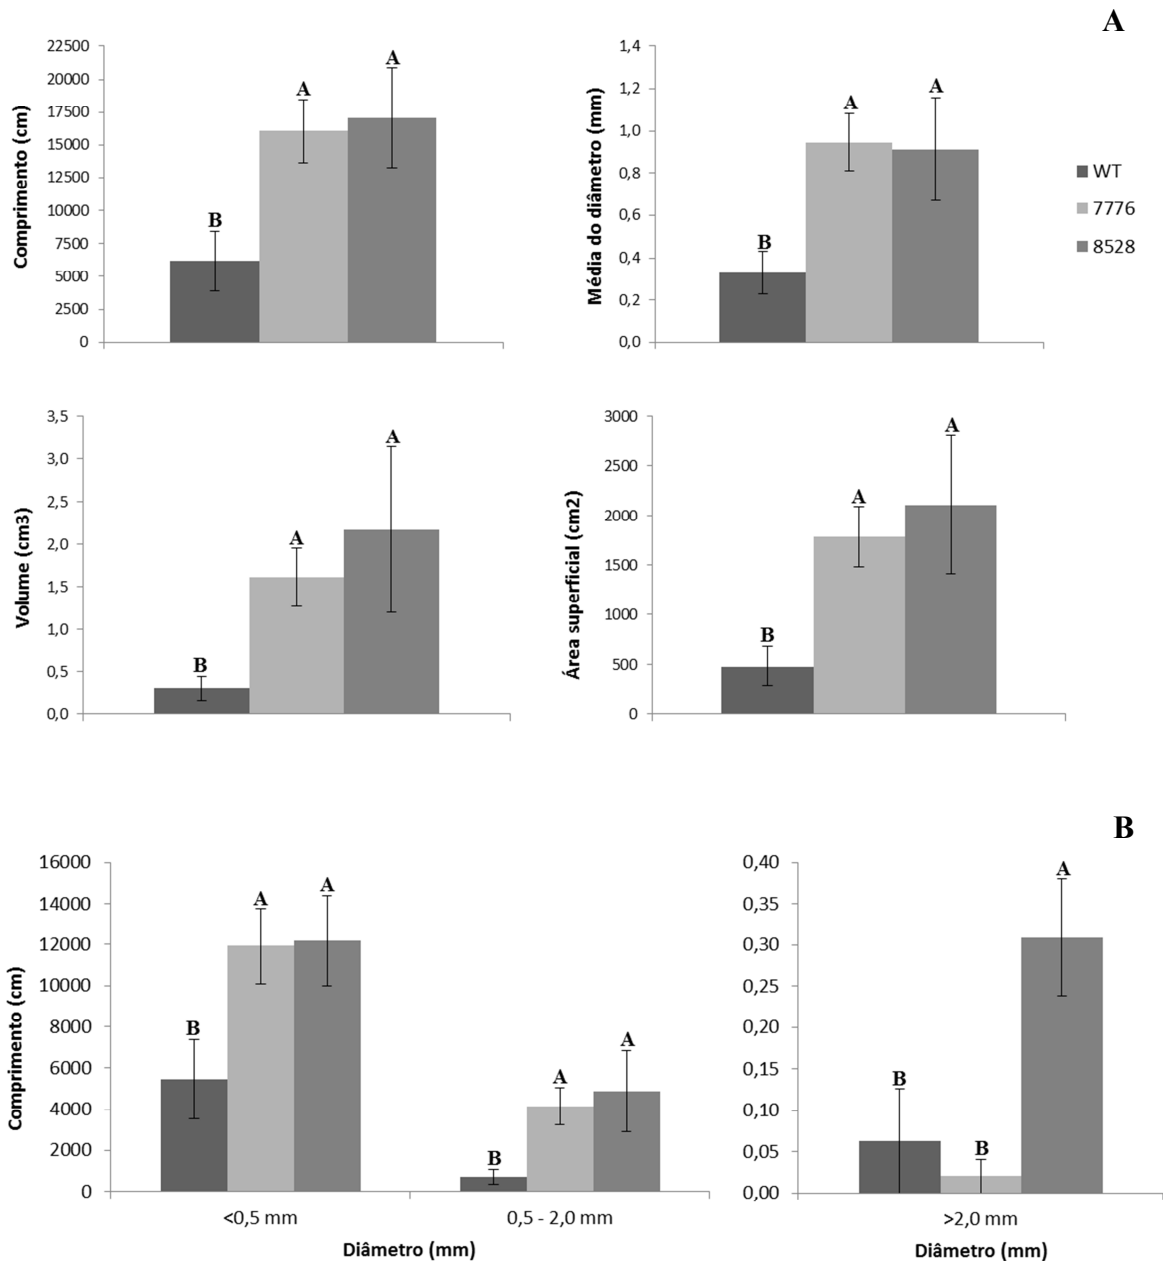 A
Comprimento (cm)
22500
20000
17500
15000
12500
10000
7500
5000
2500
0
B
A
A
Média do diâmetro (mm)
1,4
1,2
1,0
0,8
0,6
0,4
0,2
0,0
B
A
A
WT
7776
8528
Volume (cm3)
3,5
3,0
2,5
2,0
1,5
1,0
0,5
0,0
B
A
A
Área superficial (cm2)
3000
2500
2000
1500
1000
500
0
B
A
A
B
Comprimento (cm)
16000
14000
12000
10000
8000
6000
4000
2000
0
B
A
A
B
A
A
<0,5 mm
0,5 - 2,0 mm
Diâmetro (mm)
0,40
0,35
0,30
0,25
0,20
0,15
0,10
0,05
0,00
B
B
A
>2,0 mm
Diâmetro (mm)